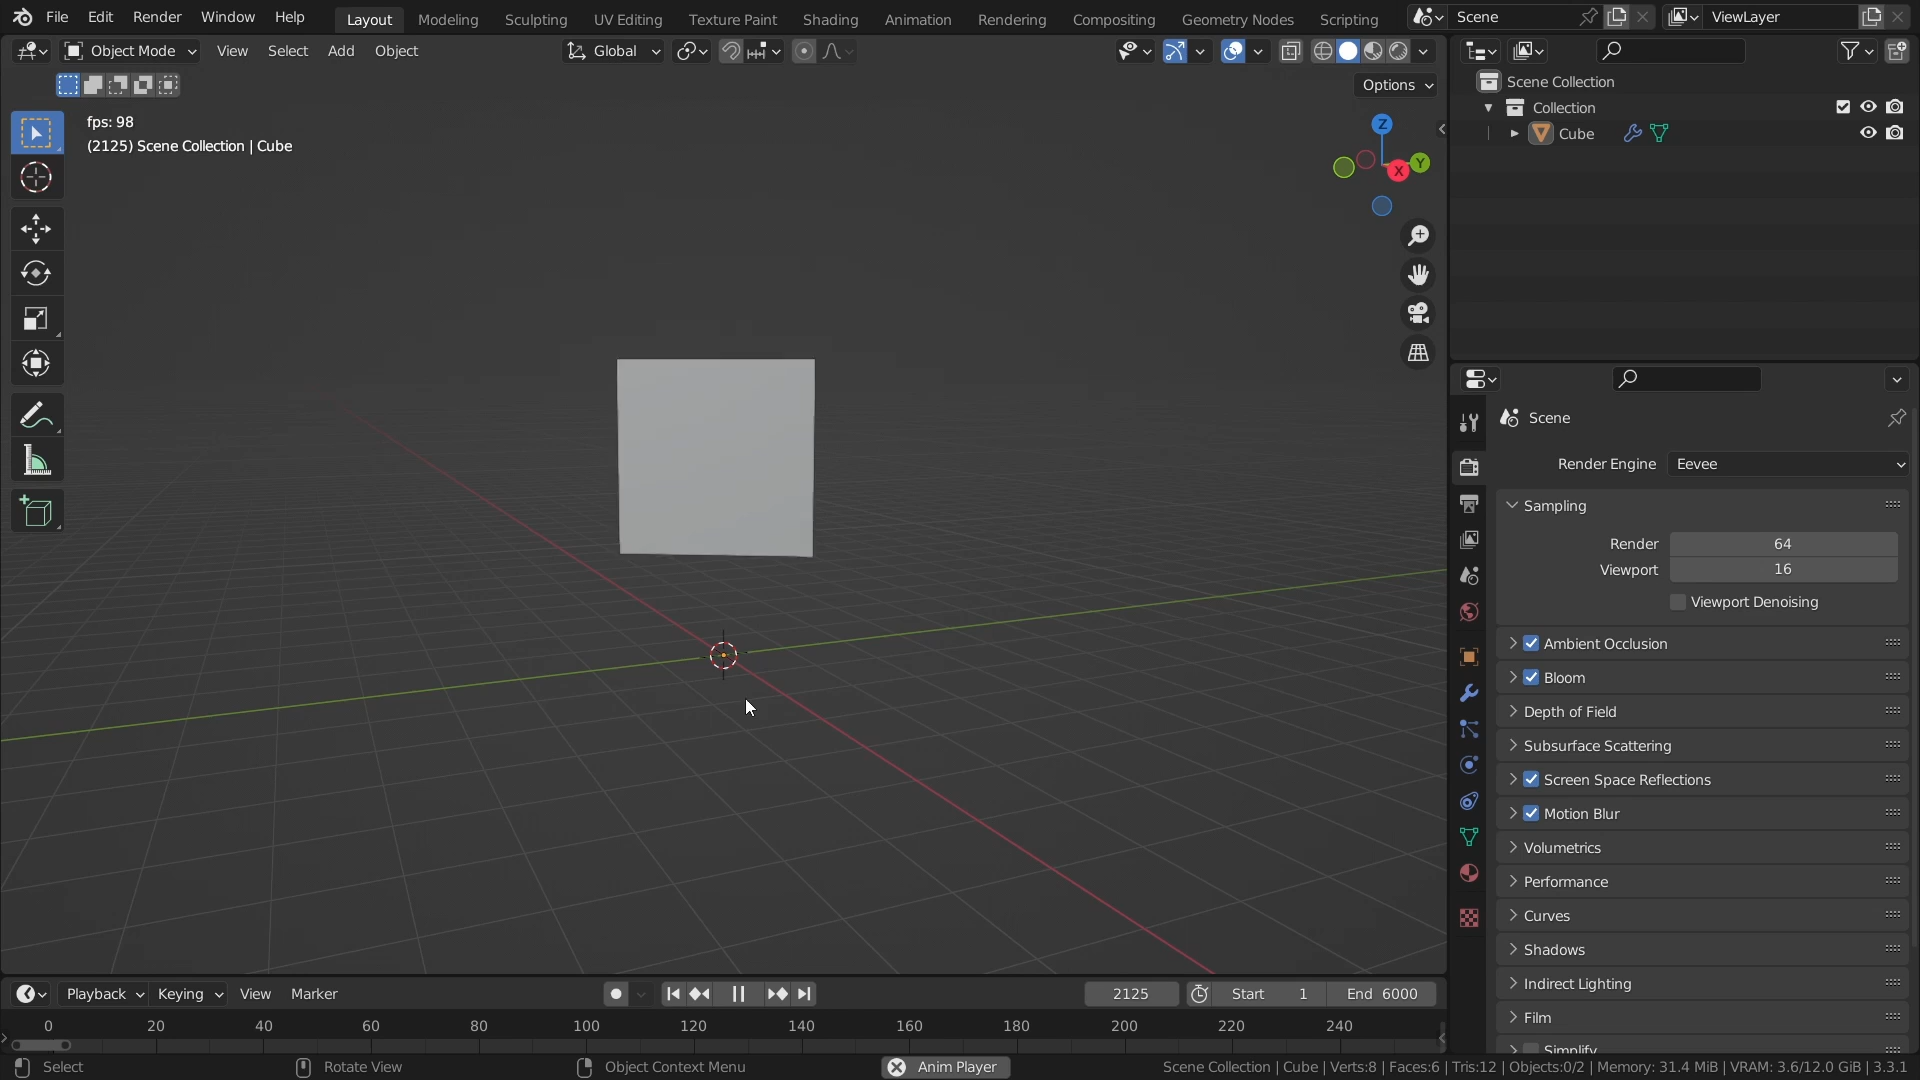 File Edit Render Window Help Layout Modeling Sculpting UV Editing Texture Paint Shading Animation Rendering Compositing Geometry Nodes Scripting Scene ViewLayer
Object Mode View Select Add Object Global
Options
fps: 98
(2125) Scene Collection | Cube
Z
Y
X
Scene Collection
Collection
Cube
Scene
Render Engine Eevee
Sampling
Render 64
Viewport 16
Viewport Denoising
Ambient Occlusion
Bloom
Depth of Field
Subsurface Scattering
Screen Space Reflections
Motion Blur
Volumetrics
Performance
Curves
Shadows
Indirect Lighting
Film
Simplify
Playback Keying View Marker 2125 Start 1 End 6000
0 20 40 60 80 100 120 140 160 180 200 220 240
Select Rotate View Object Context Menu Anim Player Scene Collection | Cube | Verts:8 | Faces:6 | Tris:12 | Objects:0/2 | Memory: 31.4 MiB | VRAM: 3.6/12.0 GiB | 3.3.1